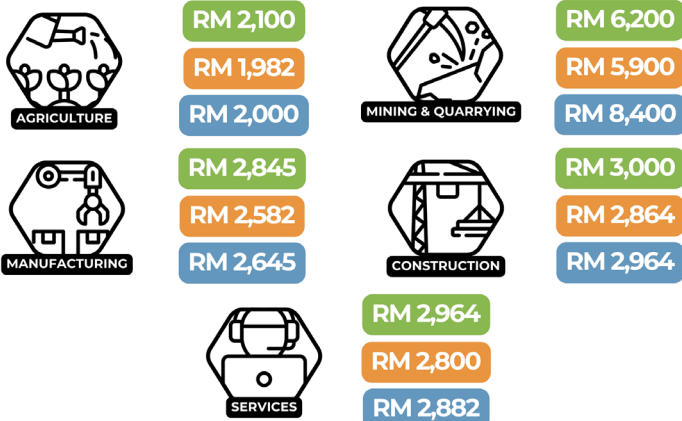 RM 2,100
RM 1,982
RM 2,000
AGRICULTURE
RM 6,200
RM 5,900
RM 8,400
MINING & QUARRYING
RM 2,845
RM 2,582
RM 2,645
MANUFACTURING
RM 3,000
RM 2,864
RM 2,964
CONSTRUCTION
RM 2,964
RM 2,800
RM 2,882
SERVICES